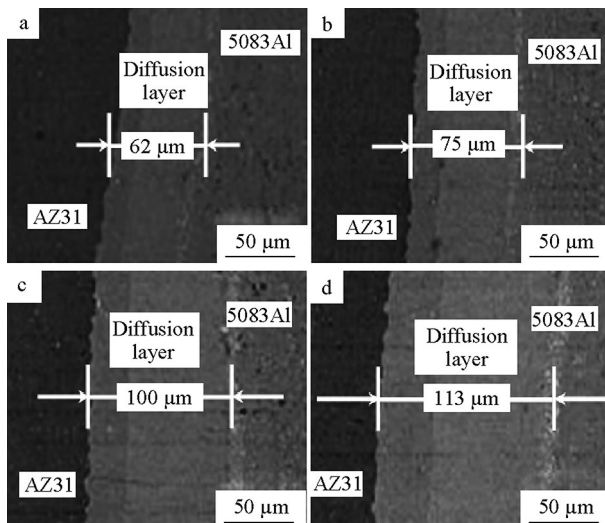 a
5083Al
Diffusion
layer
62 μm
AZ31
50 μm
b
5083Al
Diffusion
layer
75 μm
AZ31
50 μm
c
5083Al
Diffusion
layer
100 μm
AZ31
50 μm
d
5083Al
Diffusion
layer
113 μm
AZ31
50 μm